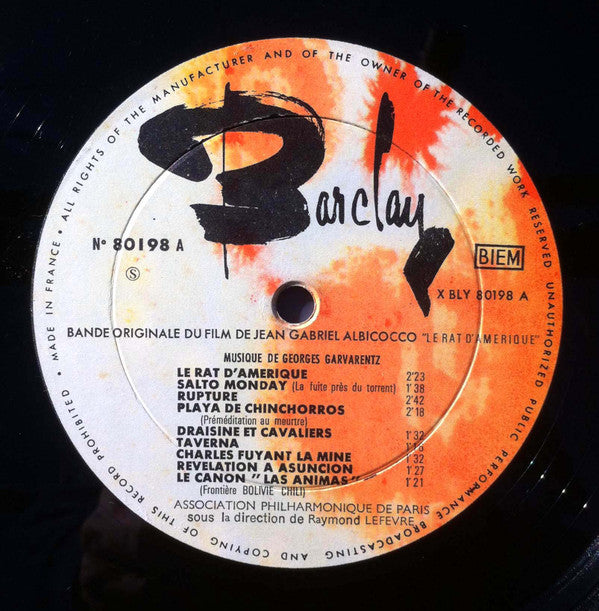 • MADE IN FRANCE • ALL RIGHTS OF THE MANUFACTURER AND OF THE OWNER OF THE RECORDED WORK RESERVED UNAUTHORIZED PUBLIC PERFORMANCE BROADCASTING AND COPYING OF THIS RECORD PROHIBITED
Barclay
N° 80198 A
BIEM
S
X BLY 80198 A
BANDE ORIGINALE DU FILM DE JEAN GABRIEL ALBICOCCO "LE RAT D'AMERIQUE"
MUSIQUE DE GEORGES GARVARENTZ
LE RAT D'AMERIQUE 2'23
SALTO MONDAY (La fuite près du torrent) 1'38
RUPTURE 2'42
PLAYA DE CHINCHORROS 2'18
(Préméditation au meurtre)
DRAISINE ET CAVALIERS 1'32
TAVERNA
CHARLES FUYANT LA MINE 1'32
REVELATION A ASUNCION 1'27
LE CANON "LAS ANIMAS" 1'21
(Frontière BOLIVIE CHILI)
ASSOCIATION PHILHARMONIQUE DE PARIS
sous la direction de Raymond LEFEVRE